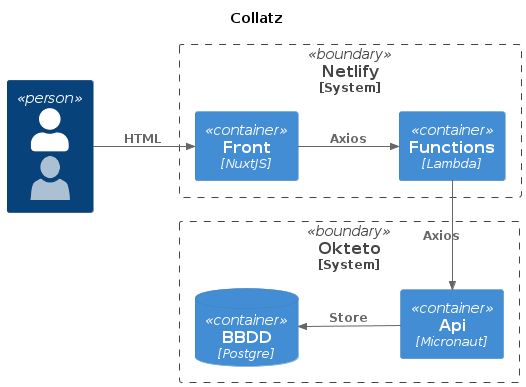 Collatz
«boundary»
Netlify
[System]
«person»
HTML
«container»
Front
[NuxtJS]
Axios
«container»
Functions
[Lambda]
Axios
«boundary»
Okteto
[System]
«container»
BBDD
[Postgre]
Store
«container»
Api
[Micronaut]